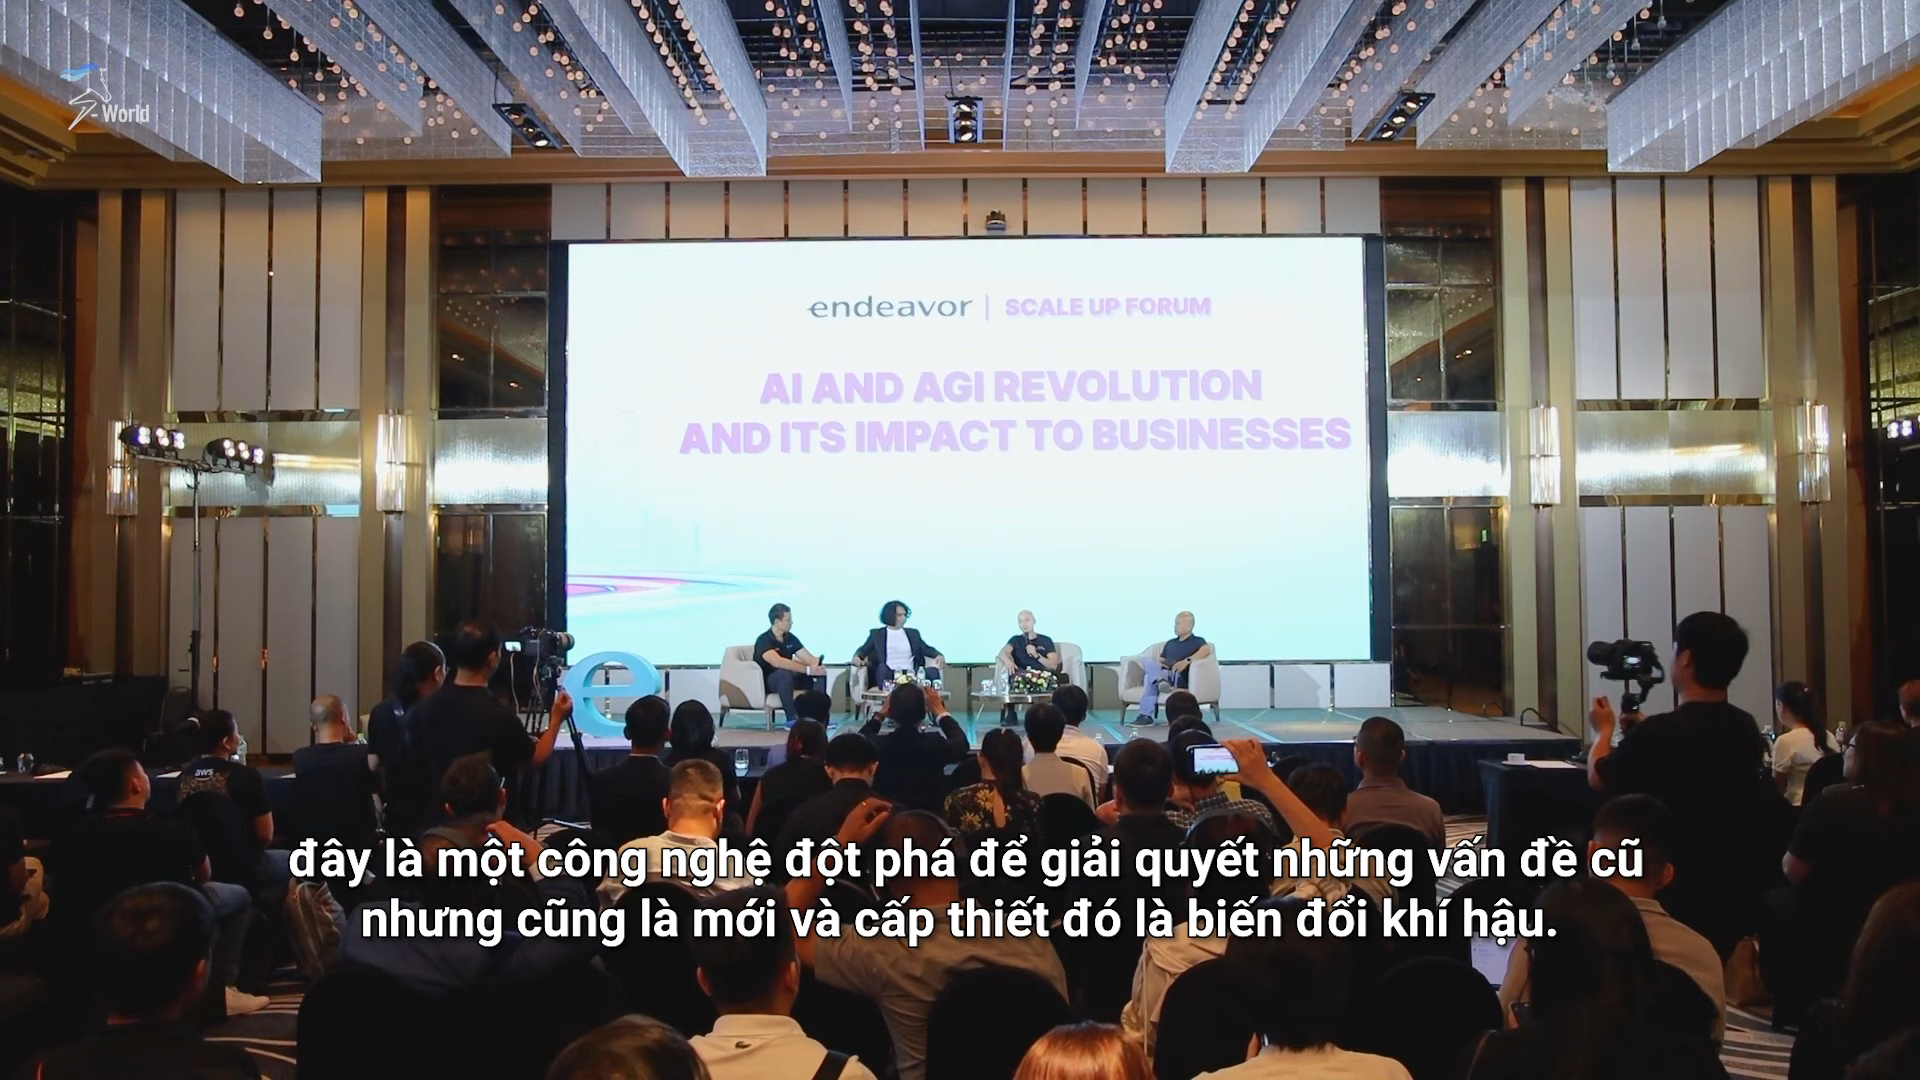 -World
endeavor | SCALE UP FORUM
AI AND AGI REVOLUTION
AND ITS IMPACT TO BUSINESSES
e
aws
đây là một công nghệ đột phá để giải quyết những vấn đề cũ
nhưng cũng là mới và cấp thiết đó là biến đổi khí hậu.